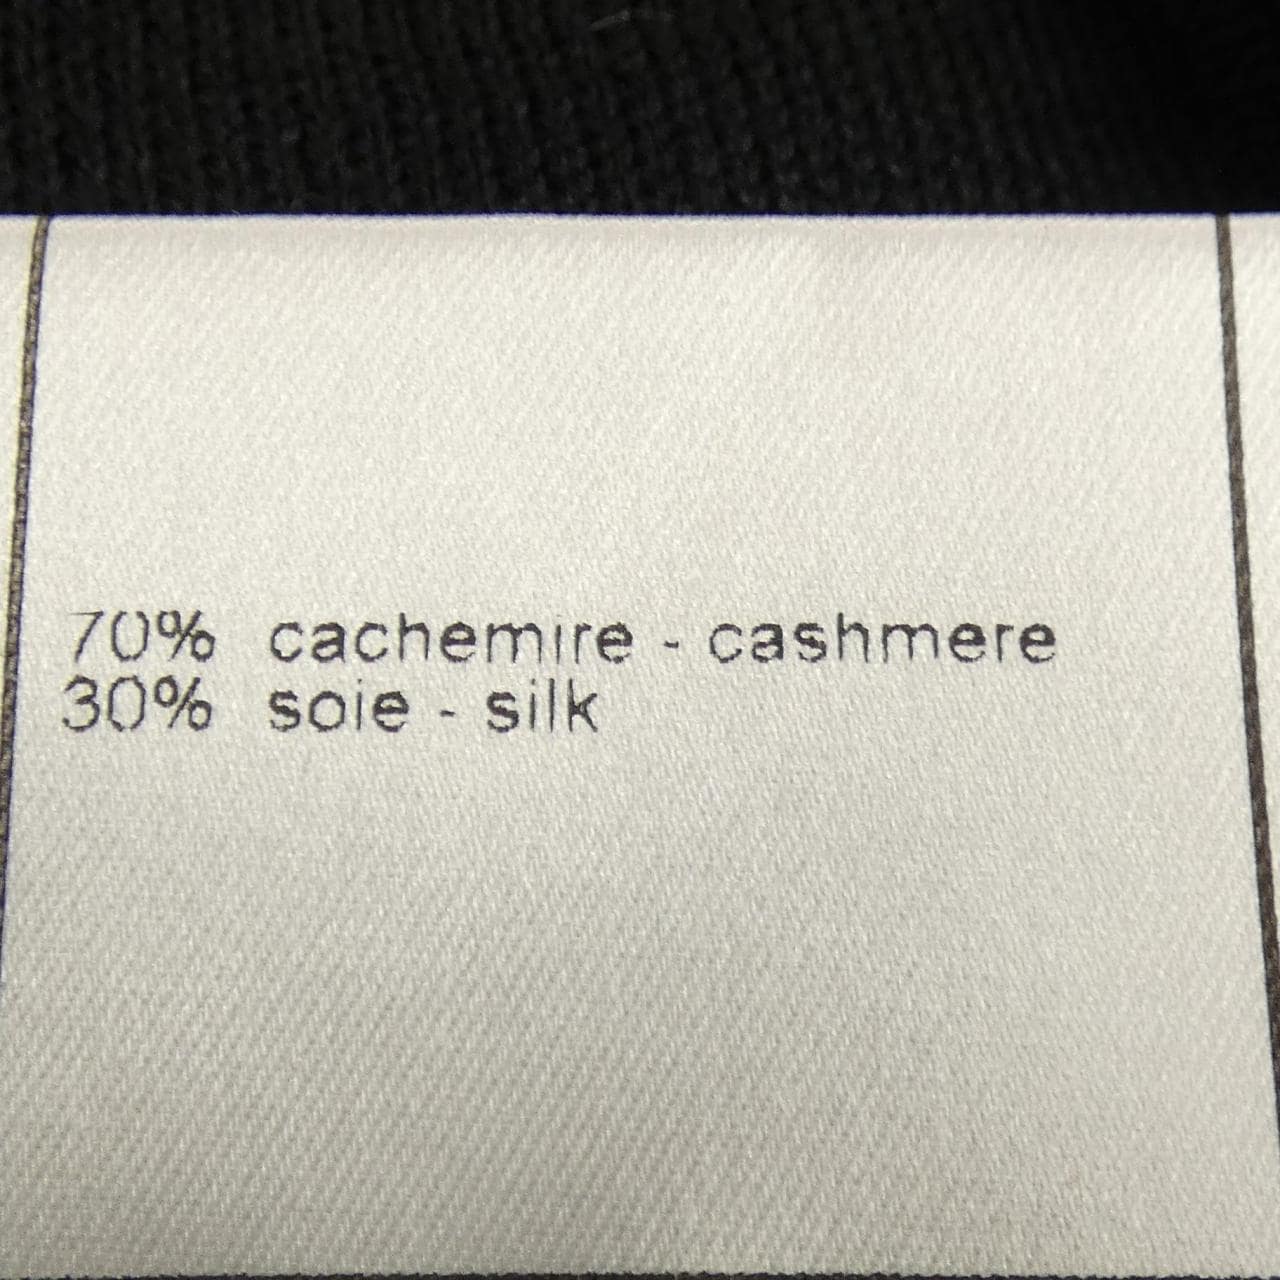 70% cachemire - cashmere
30% soie - silk